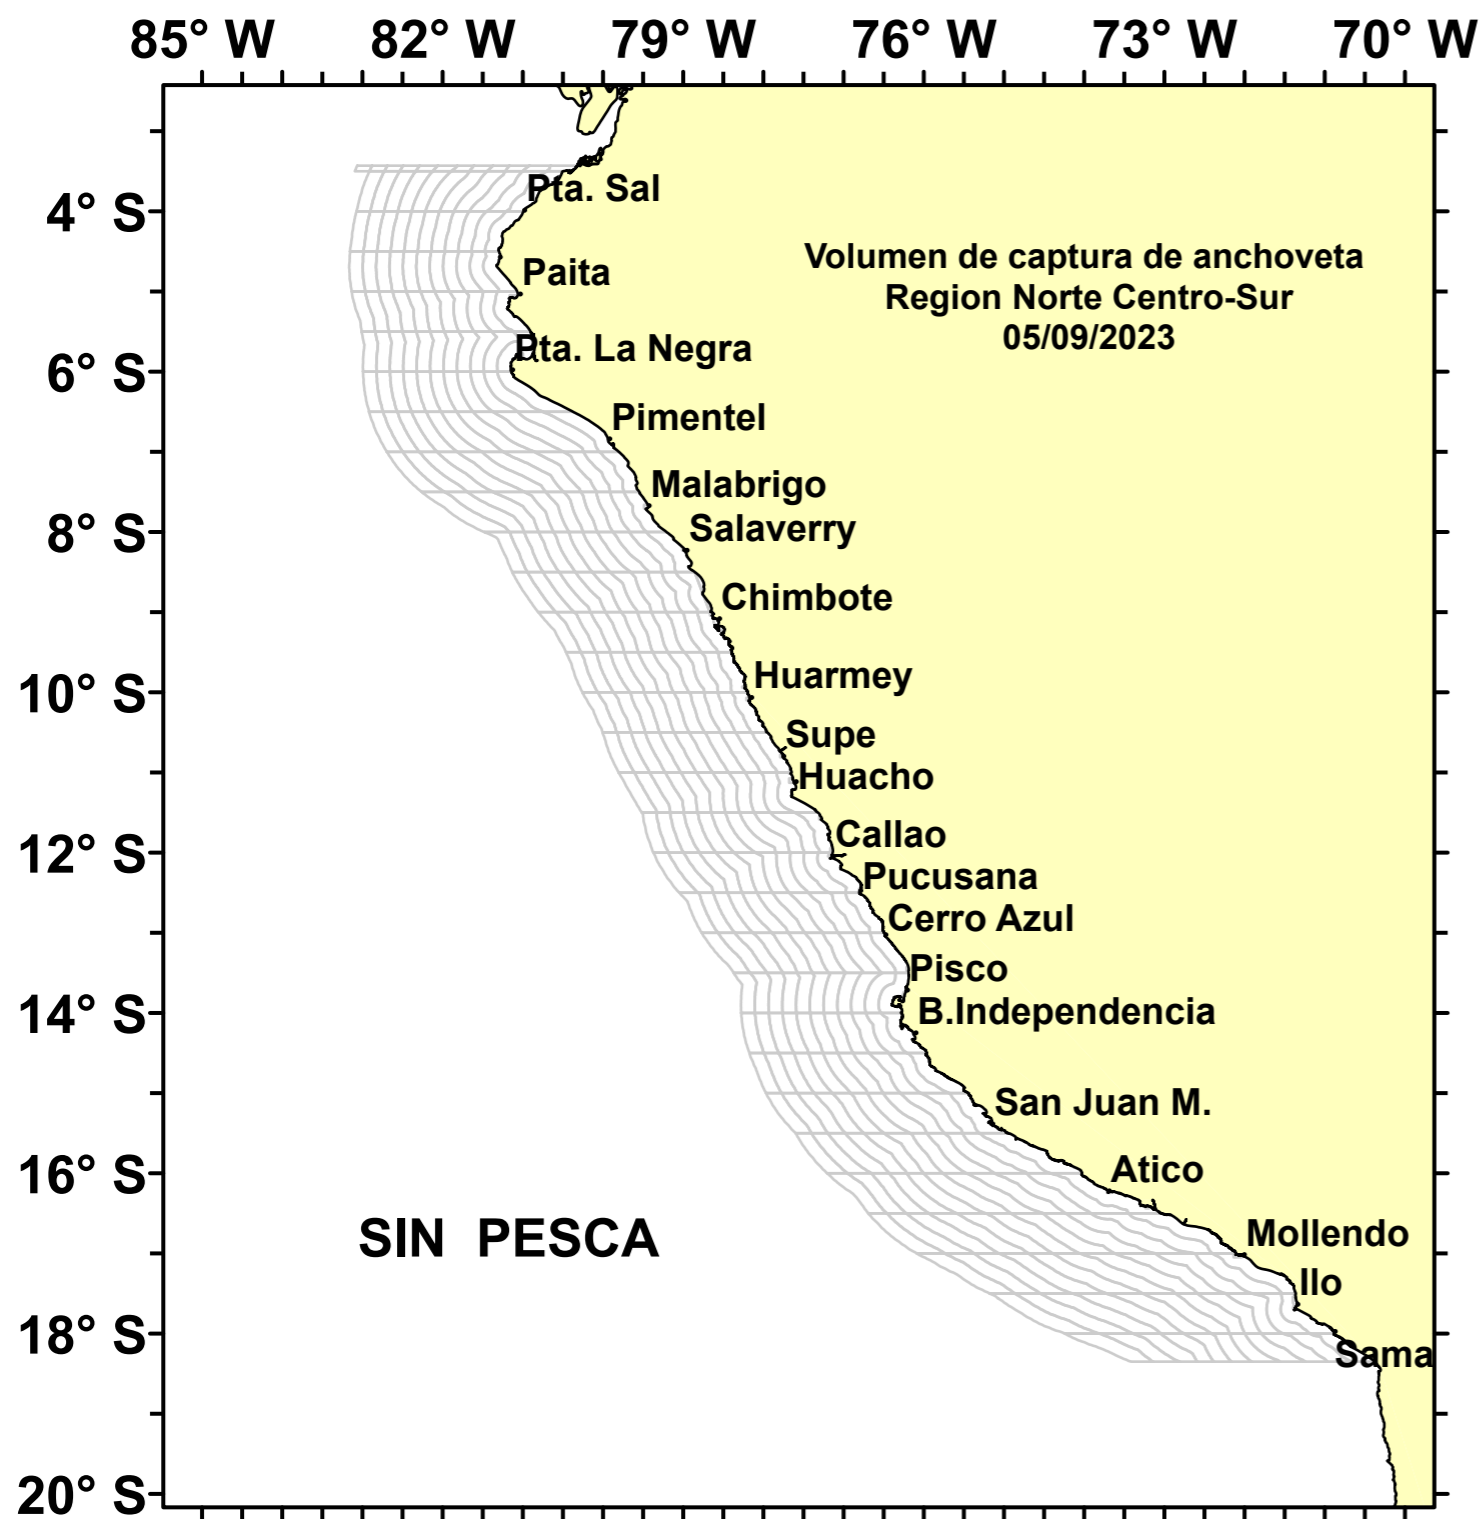 85° W 82° W 79° W 76° W 73° W 70° W
Pta. Sal
4° S
Volumen de captura de anchoveta
Paita
Region Norte Centro-Sur
05/09/2023
Pta. La Negra
6° S
Pimentel
Malabrigo
Salaverry
8° S
Chimbote
Huarmey
10° S
Supe
Huacho
Callao
12° S
Pucusana
Cerro Azul
Pisco
B.Independencia
14° S
San Juan M.
Atico
16° S
Mollendo
SIN PESCA
Ilo
18° S
Sama
20° S